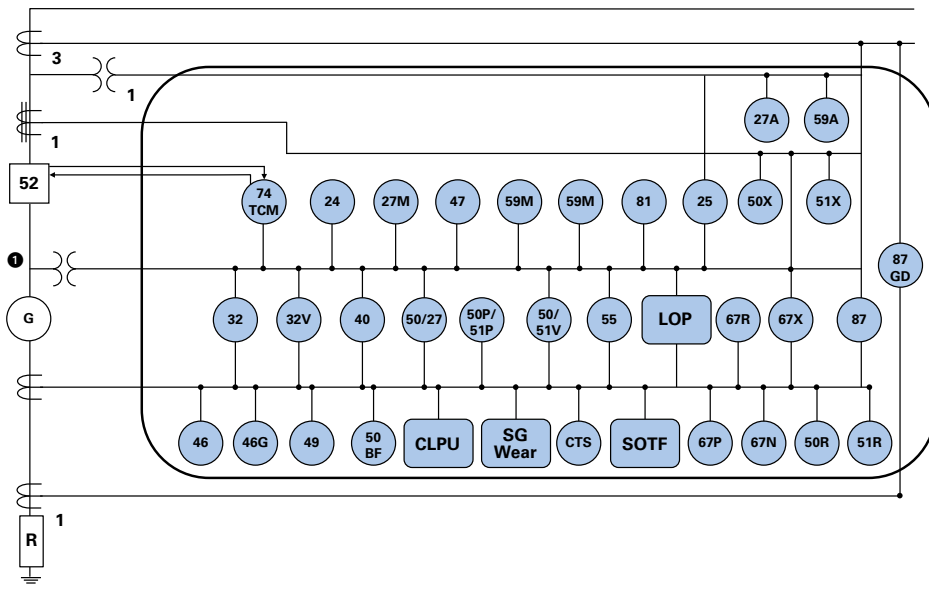 3
1
27A
59A
1
52
74
TCM
24
27M
47
59M
59M
81
25
50X
51X
1
87
GD
G
32
32V
40
50/27
50P/
51P
50/
51V
55
LOP
67R
67X
87
46
46G
49
50
BF
CLPU
SG
Wear
CTS
SOTF
67P
67N
50R
51R
1
R